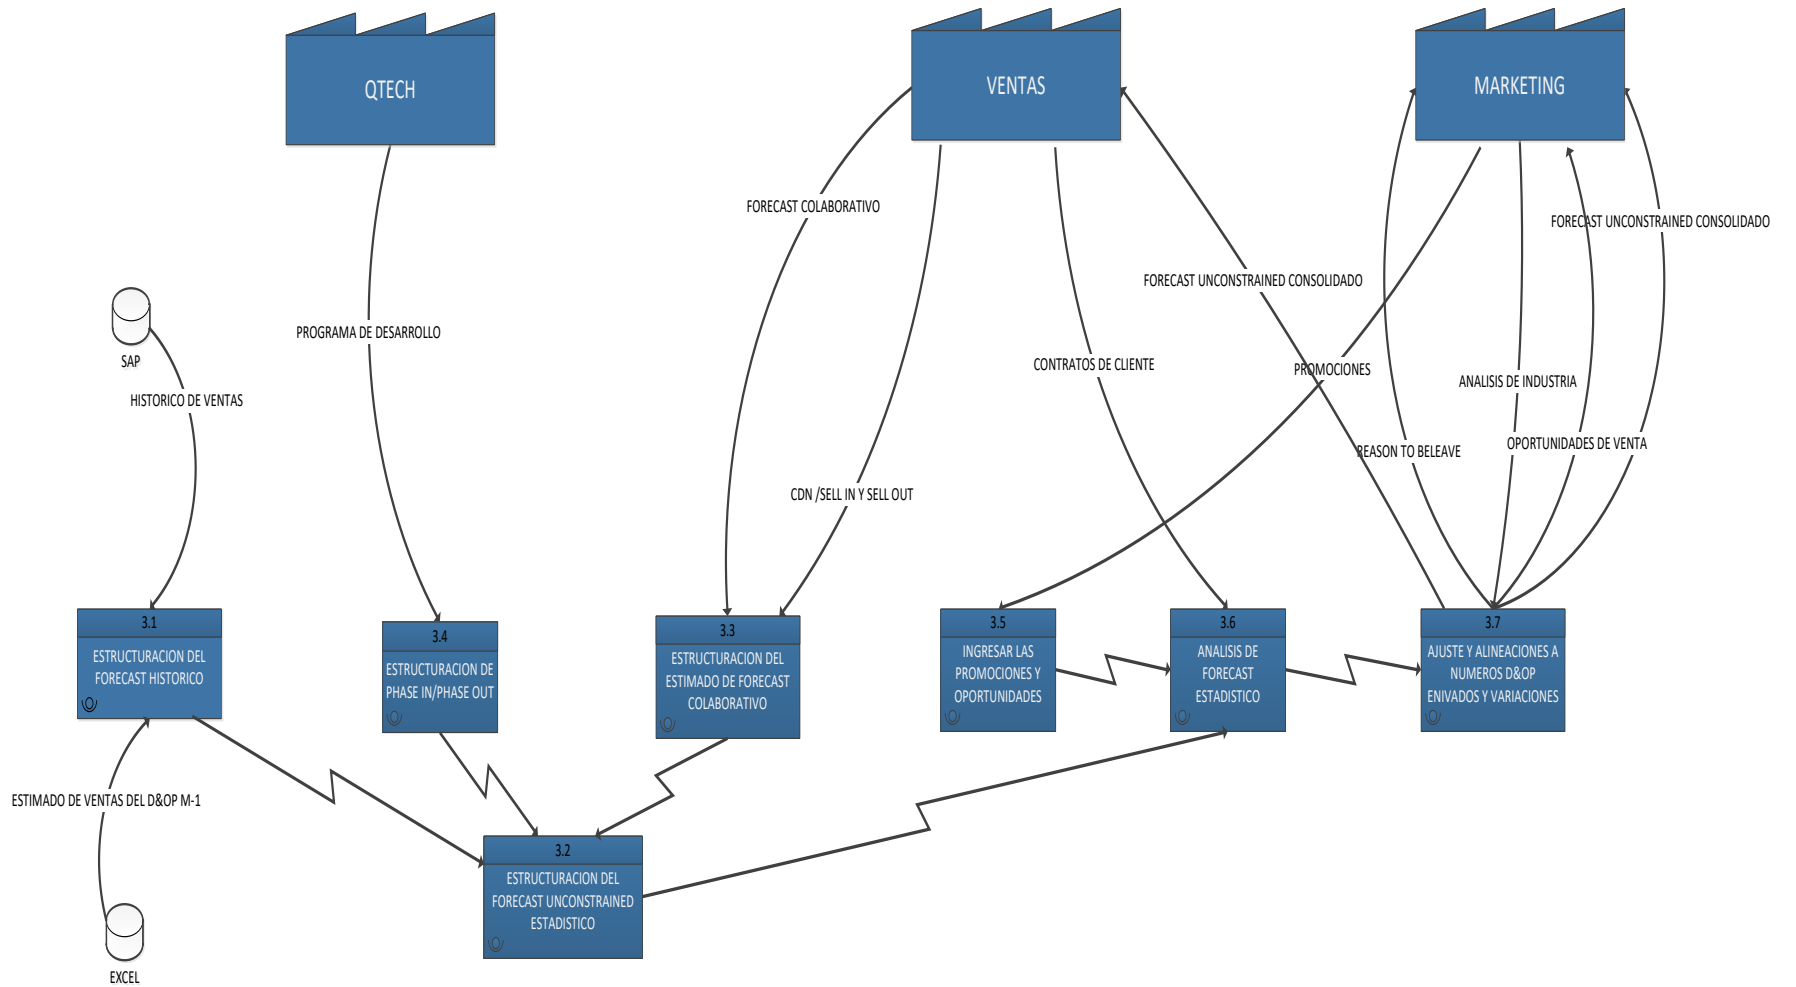 QTECH
VENTAS
MARKETING
FORECAST COLABORATIVO
FORECAST UNCONSTRAINED CONSOLIDADO
FORECAST UNCONSTRAINED CONSOLIDADO
PROGRAMA DE DESARROLLO
SAP
CONTRATOS DE CLIENTE
PROMOCIONES
ANALISIS DE INDUSTRIA
HISTORICO DE VENTAS
OPORTUNIDADES DE VENTA
REASON TO BELEAVE
CDN /SELL IN Y SELL OUT
3.1
ESTRUCTURACION DEL
FORECAST HISTORICO
3.4
ESTRUCTURACION DE
PHASE IN/PHASE OUT
3.3
ESTRUCTURACION DEL
ESTIMADO DE FORECAST
COLABORATIVO
3.5
INGRESAR LAS
PROMOCIONES Y
OPORTUNIDADES
3.6
ANALISIS DE
FORECAST
ESTADISTICO
3.7
AJUSTE Y ALINEACIONES A
NUMEROS D&OP
ENIVADOS Y VARIACIONES
ESTIMADO DE VENTAS DEL D&OP M-1
3.2
ESTRUCTURACION DEL
FORECAST UNCONSTRAINED
ESTADISTICO
EXCEL